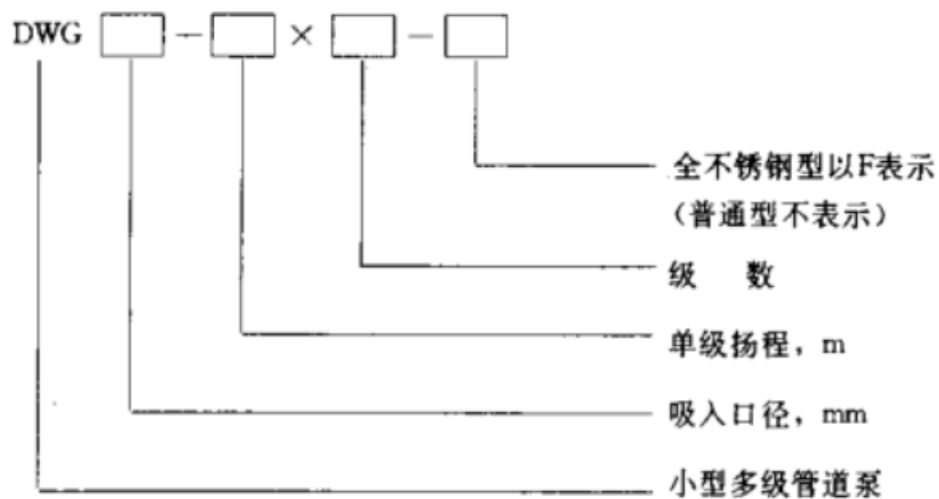 DWG □-□×□-□
全不锈钢型以F表示
（普通型不表示）
级 数
单级扬程，m
吸入口径，mm
小型多级管道泵